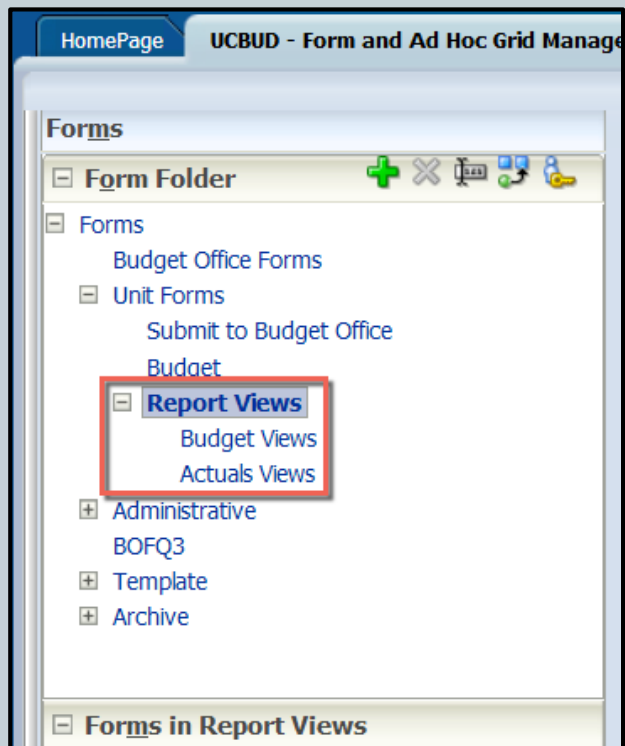 HomePage UCBUD - Form and Ad Hoc Grid Manage
Forms
Form Folder
Forms
Budget Office Forms
Unit Forms
Submit to Budget Office
Budget
Report Views
Budget Views
Actuals Views
Administrative
BOFQ3
Template
Archive
Forms in Report Views